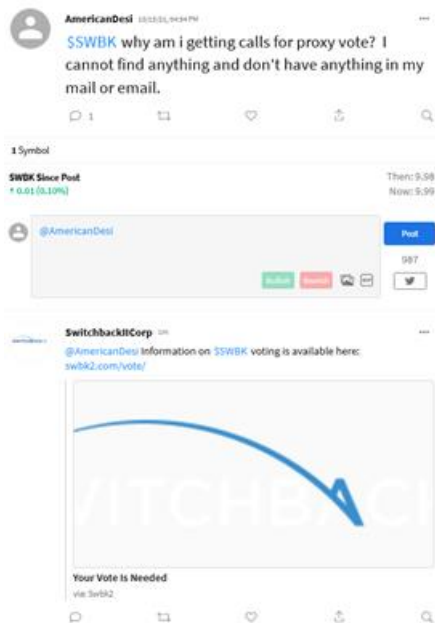 AmericanDesi
$SWBK why am i getting calls for proxy vote? I
cannot find anything and don't have anything in my
mail or email.
1
1 Symbol
SWBK Since Post
Then: 9.98
0.01 (0.10%)
Now: 9.99
@AmericanDesi
Post
987
SwitchbackIICorp
@AmericanDesi Information on $SWBK voting is available here:
swbk2.com/vote/
WITCHBACK
Your Vote Is Needed
via: Swbk2